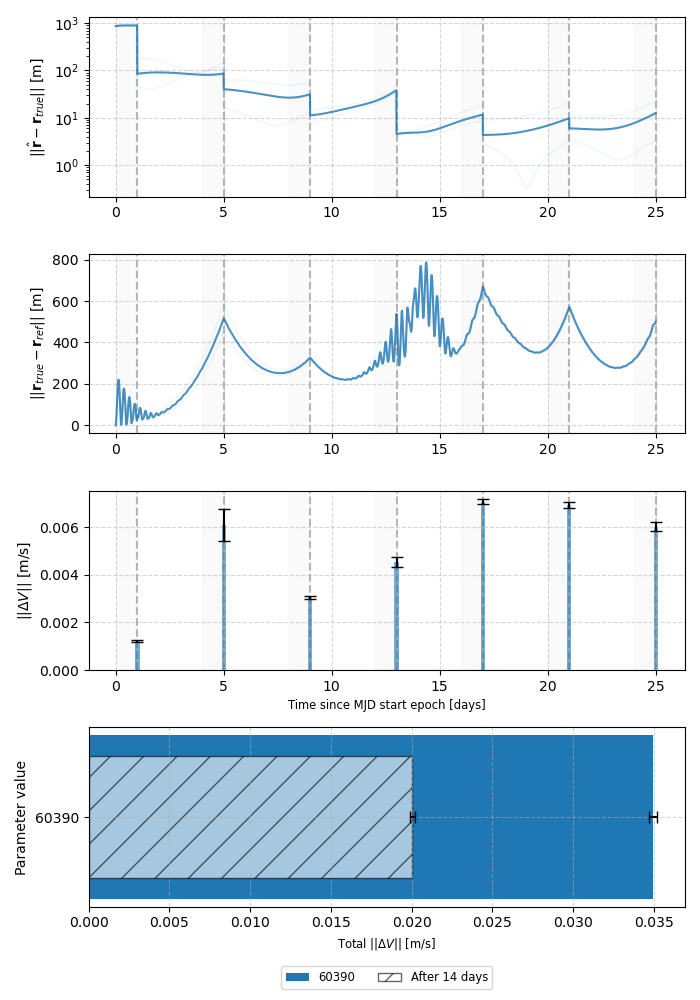 10³
10²
10¹
10⁰
||r̂ − r_true|| [m]
0 5 10 15 20 25
800
600
400
200
0
||r_true − r_ref|| [m]
0 5 10 15 20 25
0.006
0.004
0.002
0.000
||ΔV|| [m/s]
0 5 10 15 20 25
Time since MJD start epoch [days]
Parameter value
60390
0.000 0.005 0.010 0.015 0.020 0.025 0.030 0.035
Total ||ΔV|| [m/s]
60390 After 14 days